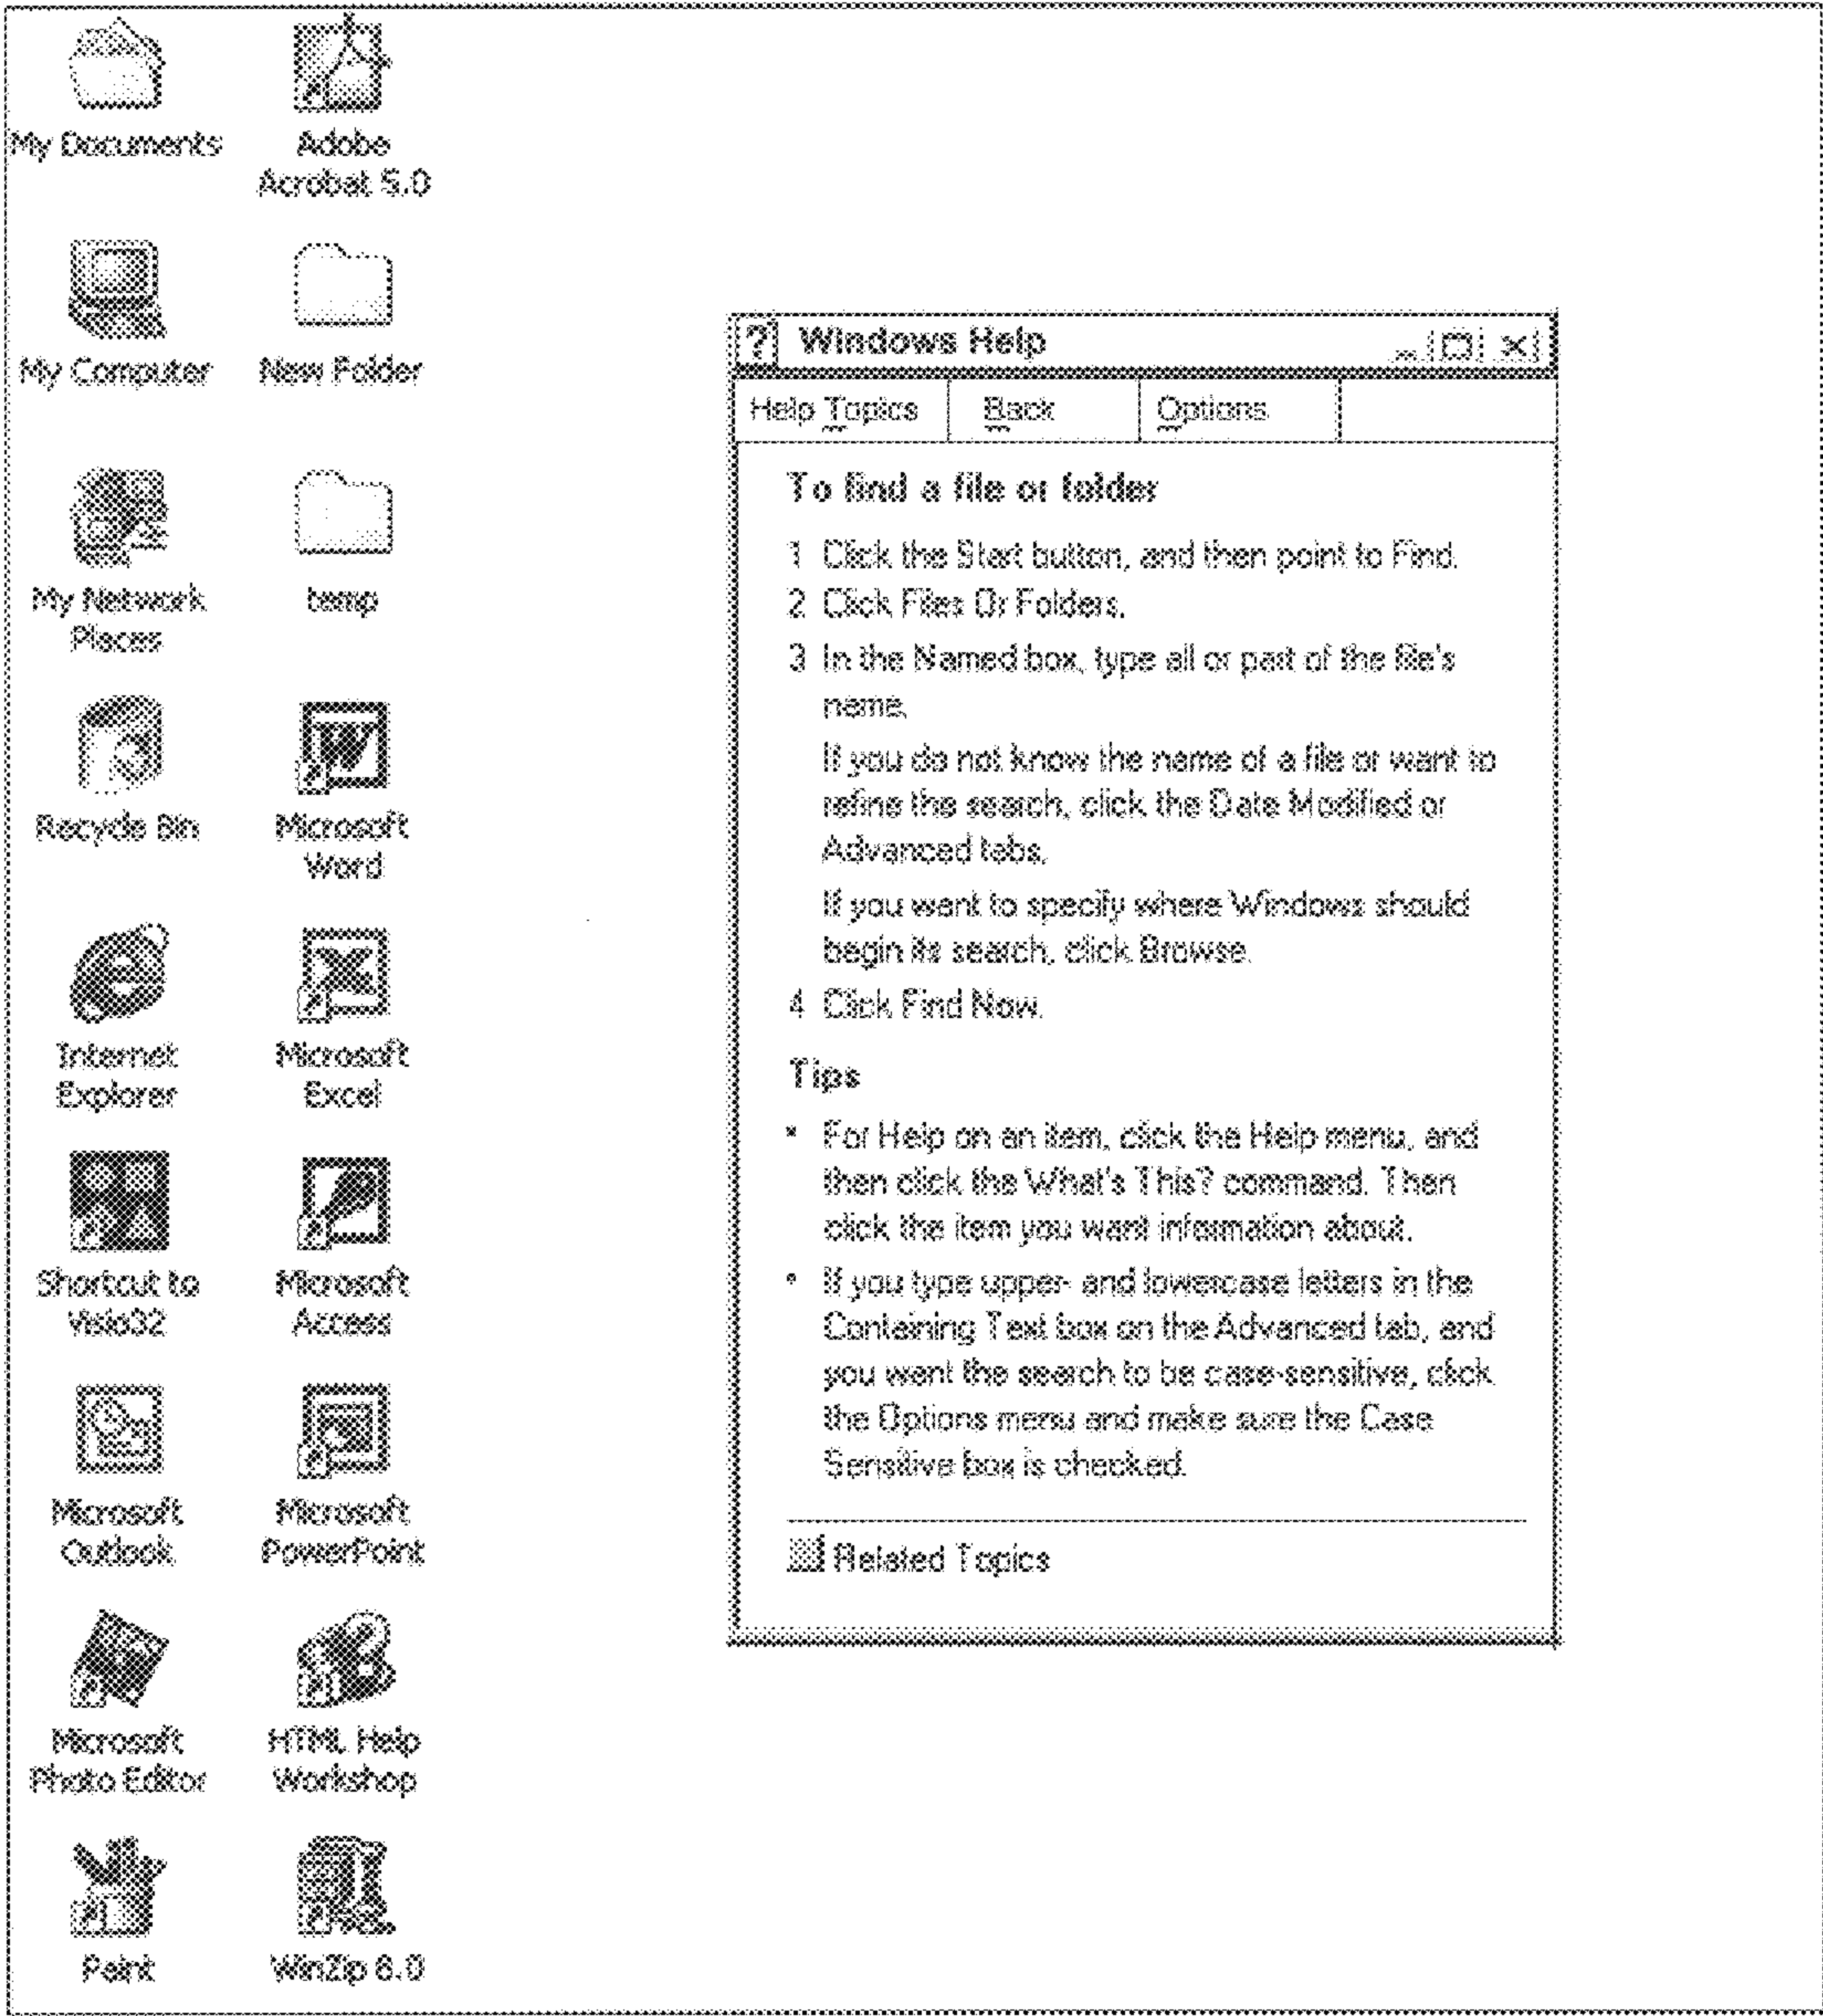 My Documents
Adobe
Acrobat 5.0
My Computer
New Folder
My Network
Places
temp
Recycle Bin
Microsoft
Word
Internet
Explorer
Microsoft
Excel
Shortcut to
Visio32
Microsoft
Access
Microsoft
Outlook
Microsoft
PowerPoint
Microsoft
Photo Editor
HTML Help
Workshop
Paint
WinZip 8.0
? Windows Help
Help Topics Back Options
To find a file or folder
1 Click the Start button, and then point to Find.
2 Click Files Or Folders.
3 In the Named box, type all or part of the file's
name.
If you do not know the name of a file or want to
refine the search, click the Date Modified or
Advanced tabs.
If you want to specify where Windows should
begin its search, click Browse.
4 Click Find Now.
Tips
• For Help on an item, click the Help menu, and
then click the What's This? command. Then
click the item you want information about.
• If you type upper- and lowercase letters in the
Containing Text box on the Advanced tab, and
you want the search to be case-sensitive, click
the Options menu and make sure the Case
Sensitive box is checked.
Related Topics